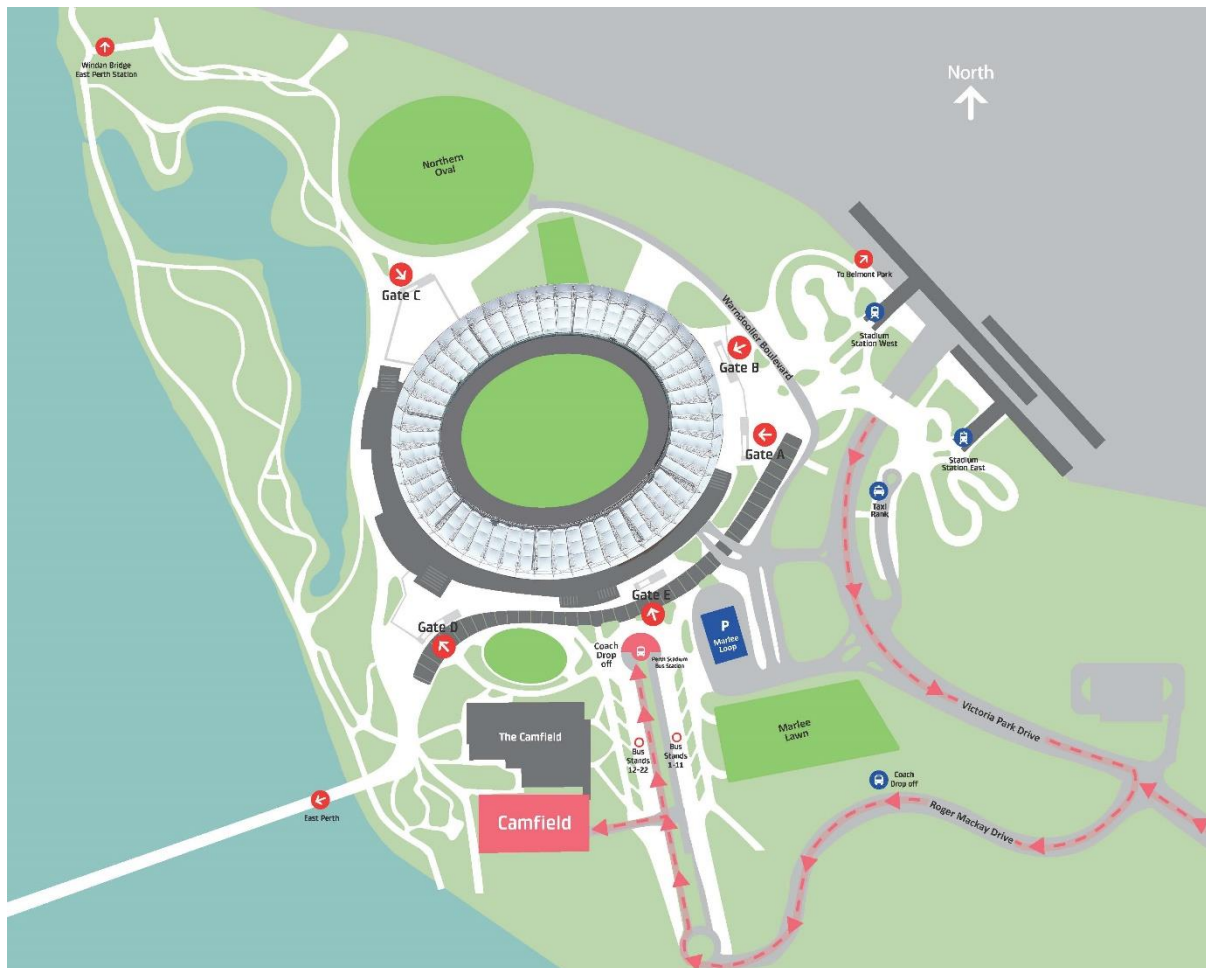 Windan Bridge
East Perth Station
North
Northern
Oval
To Belmont Park
Gate C
Warndoolier Boulevard
Stadium
Station West
Gate B
Gate A
Stadium
Station East
Taxi
Rank
Gate E
Gate D
P
Marlee
Loop
Coach
Drop
off
Perth Stadium
Bus Station
Victoria Park Drive
Marlee
Lawn
The Camfield
Bus
Stands
12-22
Bus
Stands
1-11
Coach
Drop off
East Perth
Camfield
Roger Mackay Drive